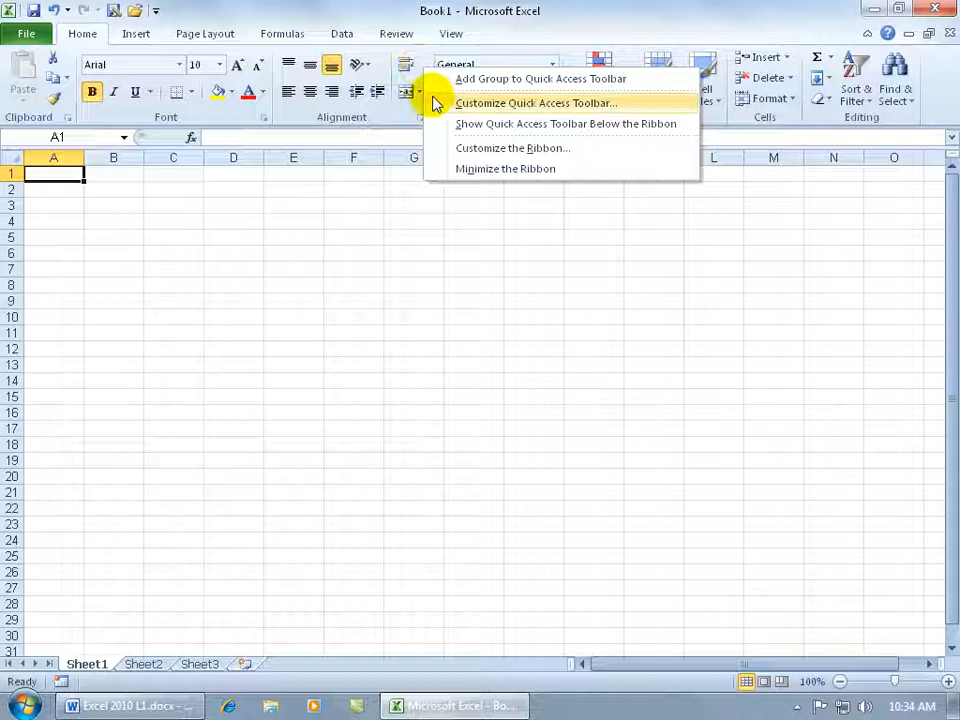 Book1 - Microsoft Excel
File Home Insert Page Layout Formulas Data Review View
Paste
Arial 10
B I U
General
Add Group to Quick Access Toolbar
Customize Quick Access Toolbar...
Show Quick Access Toolbar Below the Ribbon
Customize the Ribbon...
Minimize the Ribbon
Insert
Delete
Format
Sort &
Filter
Find &
Select
Clipboard Font Alignment Cells Editing
A1 fx
A B C D E F G L M N O
1
2
3
4
5
6
7
8
9
10
11
12
13
14
15
16
17
18
19
20
21
22
23
24
25
26
27
28
29
30
31
Sheet1 Sheet2 Sheet3
Ready 100%
Excel 2010 L1.docx - ... Microsoft Excel - Bo... 10:34 AM